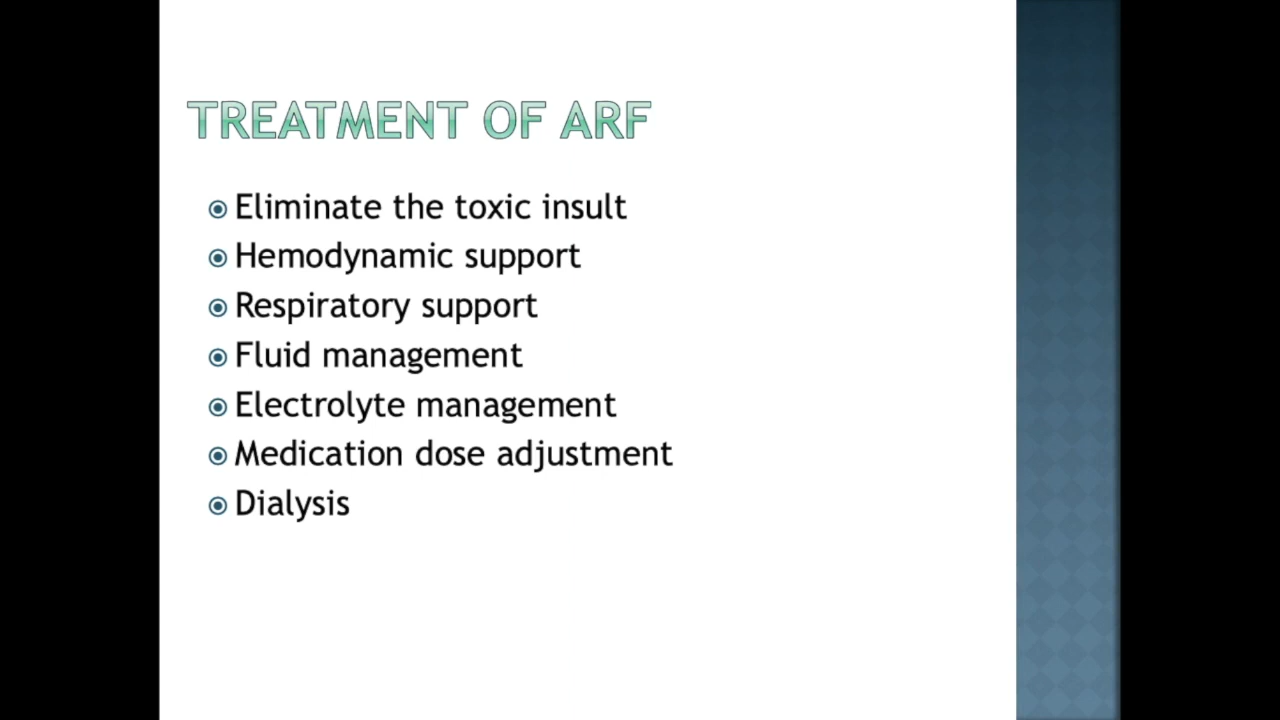 TREATMENT OF ARF
Eliminate the toxic insult
Hemodynamic support
Respiratory support
Fluid management
Electrolyte management
Medication dose adjustment
Dialysis